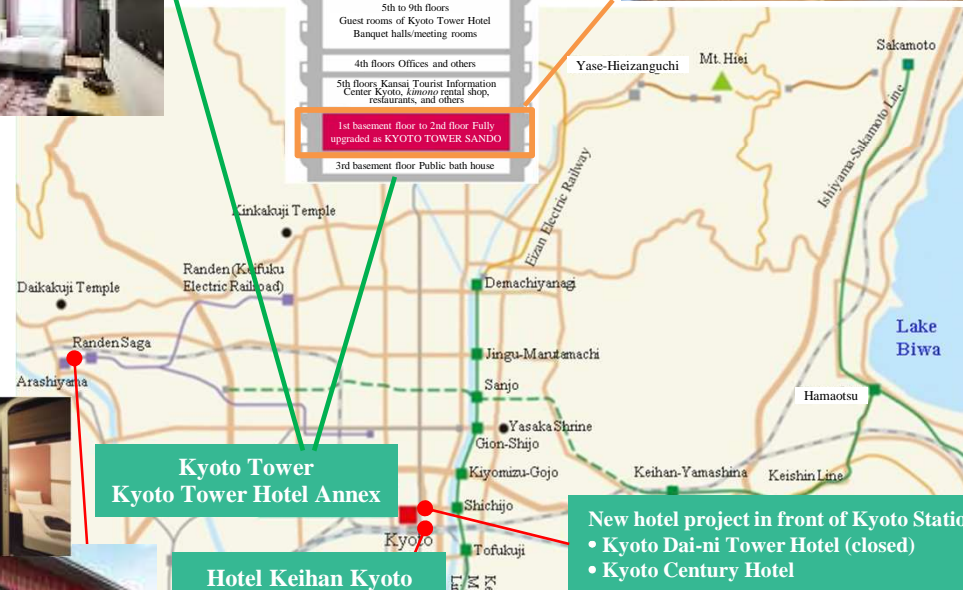 5th to 9th floors
Guest rooms of Kyoto Tower Hotel
Banquet halls/meeting rooms
4th floors Offices and others
5th floors Kansai Tourist Information
Center Kyoto, kimono rental shop,
restaurants, and others
1st basement floor to 2nd floor Fully
upgraded as KYOTO TOWER SANDO
3rd basement floor Public bath house
Yase-Hieizanguchi
Mt. Hiei
Sakamoto
Ishiyama-Sakamoto Line
Eizan Electric Railway
Kinkakuji Temple
Randen (Keifuku
Electric Railroad)
Daikakuji Temple
Demachiyanagi
Lake
Biwa
Randen Saga
Arashiyama
Jingu-Marutamachi
Sanjo
Hamaotsu
Yasaka Shrine
Gion-Shijo
Kyoto Tower
Kyoto Tower Hotel Annex
Kiyomizu-Gojo
Keihan-Yamashina
Keishin Line
Shichijo
Kyoto
Tofukuji
New hotel project in front of Kyoto Statio
• Kyoto Dai-ni Tower Hotel (closed)
• Kyoto Century Hotel
Hotel Keihan Kyoto